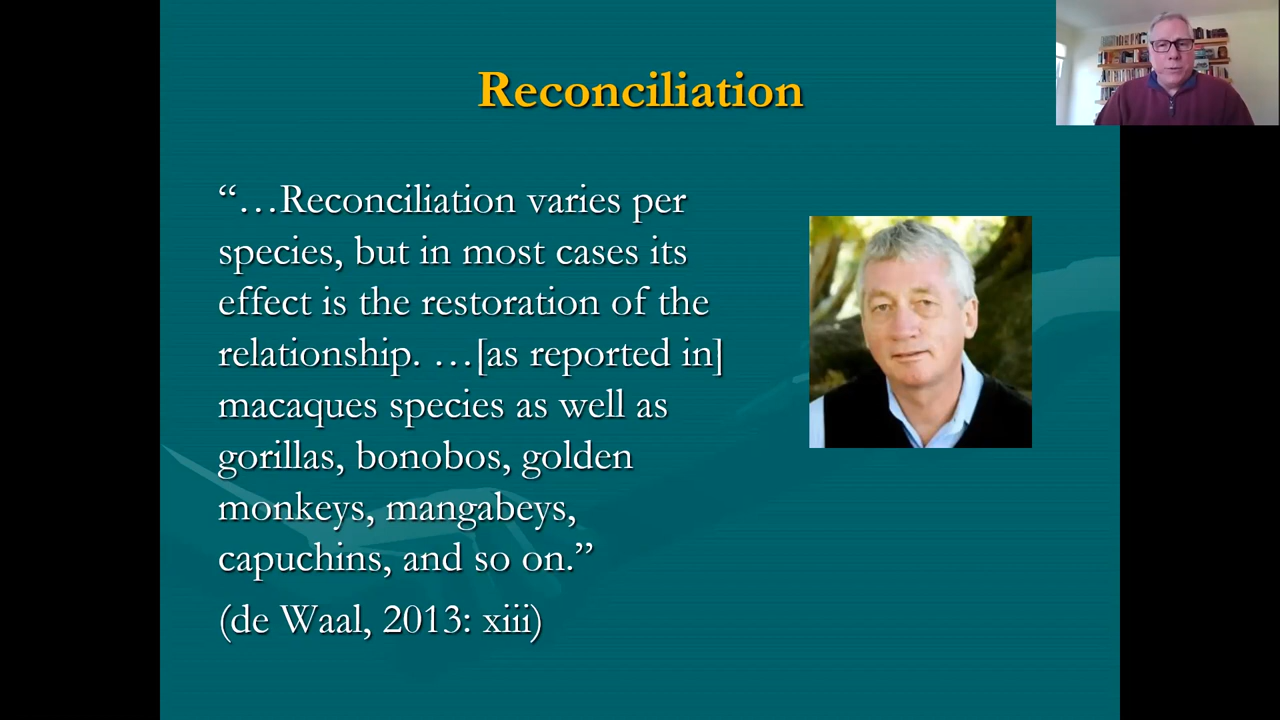 Reconciliation
“…Reconciliation varies per
species, but in most cases its
effect is the restoration of the
relationship. …[as reported in]
macaques species as well as
gorillas, bonobos, golden
monkeys, mangabeys,
capuchins, and so on.”
(de Waal, 2013: xiii)